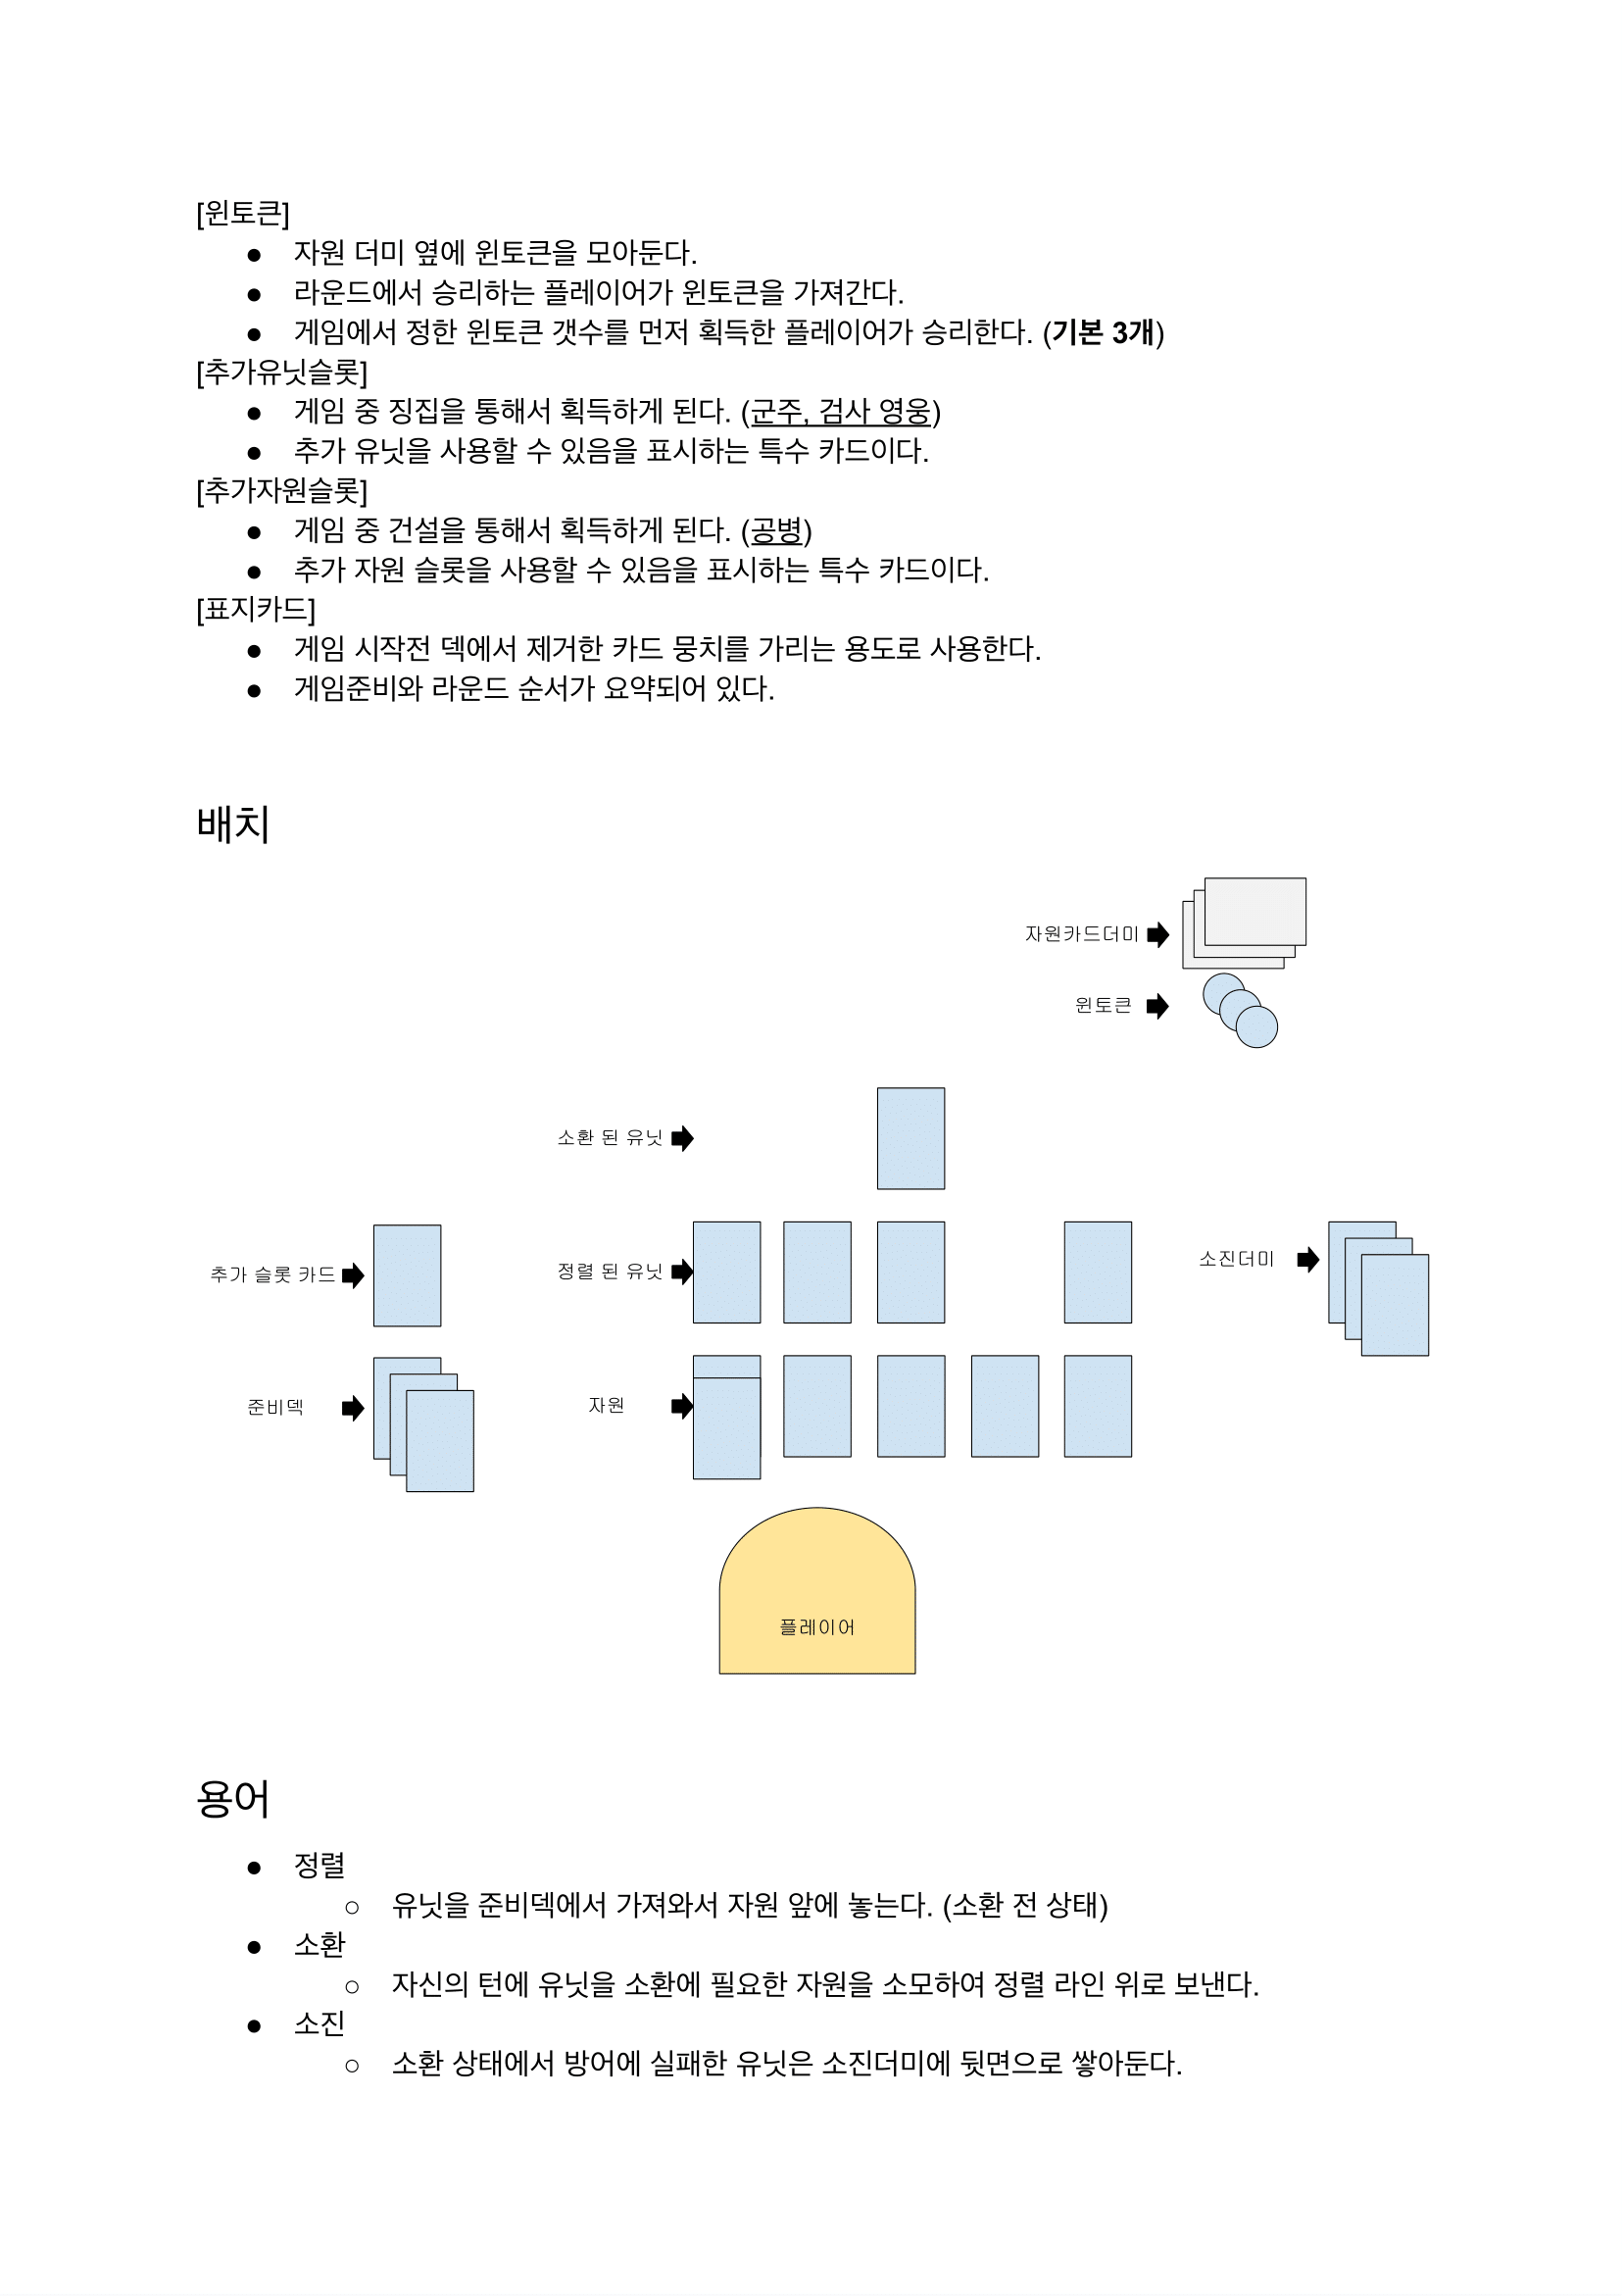 [윈토큰]
● 자원 더미 옆에 윈토큰을 모아둔다.
● 라운드에서 승리하는 플레이어가 윈토큰을 가져간다.
● 게임에서 정한 윈토큰 갯수를 먼저 획득한 플레이어가 승리한다. (기본 3개)
[추가유닛슬롯]
● 게임 중 징집을 통해서 획득하게 된다. (군주, 검사 영웅)
● 추가 유닛을 사용할 수 있음을 표시하는 특수 카드이다.
[추가자원슬롯]
● 게임 중 건설을 통해서 획득하게 된다. (공병)
● 추가 자원 슬롯을 사용할 수 있음을 표시하는 특수 카드이다.
[표지카드]
● 게임 시작전 덱에서 제거한 카드 뭉치를 가리는 용도로 사용한다.
● 게임준비와 라운드 순서가 요약되어 있다.
배치
자원카드더미
윈토큰
소환 된 유닛
추가 슬롯 카드
정렬 된 유닛
소진더미
준비덱
자원
플레이어
용어
● 정렬
○ 유닛을 준비덱에서 가져와서 자원 앞에 놓는다. (소환 전 상태)
● 소환
○ 자신의 턴에 유닛을 소환에 필요한 자원을 소모하여 정렬 라인 위로 보낸다.
● 소진
○ 소환 상태에서 방어에 실패한 유닛은 소진더미에 뒷면으로 쌓아둔다.